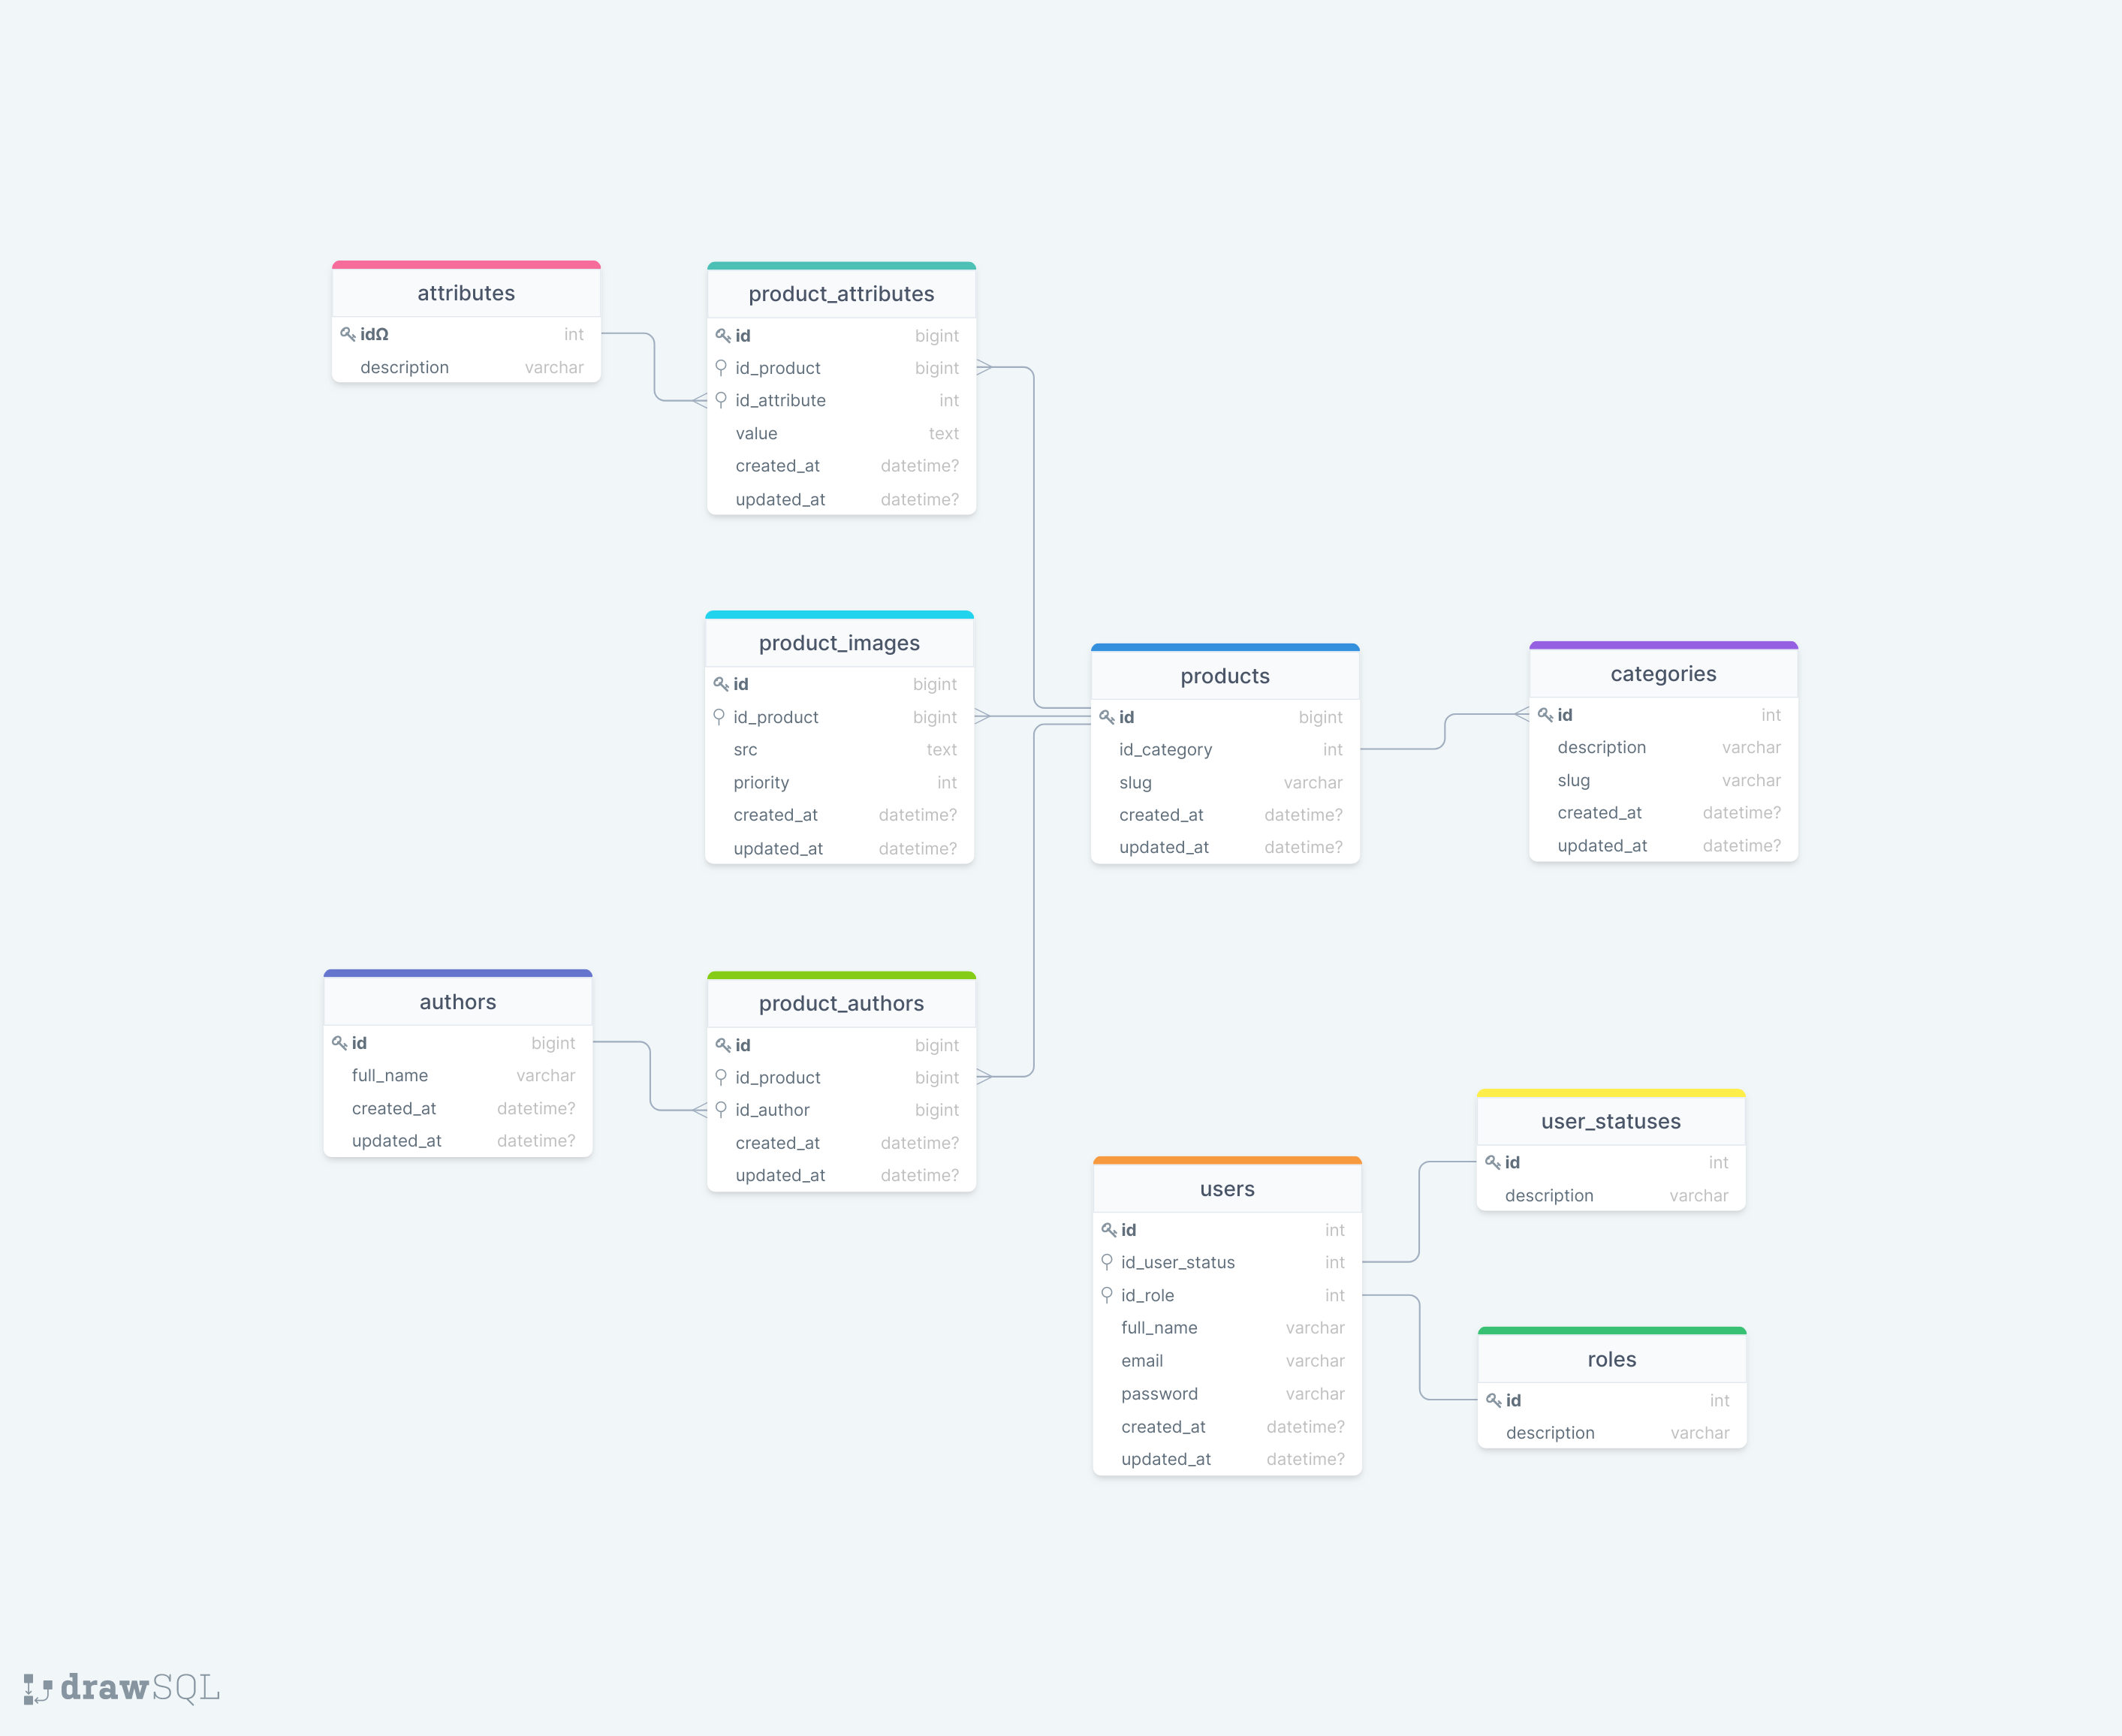 attributes
idΩ int
description varchar
product_attributes
id bigint
id_product bigint
id_attribute int
value text
created_at datetime?
updated_at datetime?
product_images
id bigint
id_product bigint
src text
priority int
created_at datetime?
updated_at datetime?
products
id bigint
id_category int
slug varchar
created_at datetime?
updated_at datetime?
categories
id int
description varchar
slug varchar
created_at datetime?
updated_at datetime?
authors
id bigint
full_name varchar
created_at datetime?
updated_at datetime?
product_authors
id bigint
id_product bigint
id_author bigint
created_at datetime?
updated_at datetime?
users
id int
id_user_status int
id_role int
full_name varchar
email varchar
password varchar
created_at datetime?
updated_at datetime?
user_statuses
id int
description varchar
roles
id int
description varchar
drawSQL